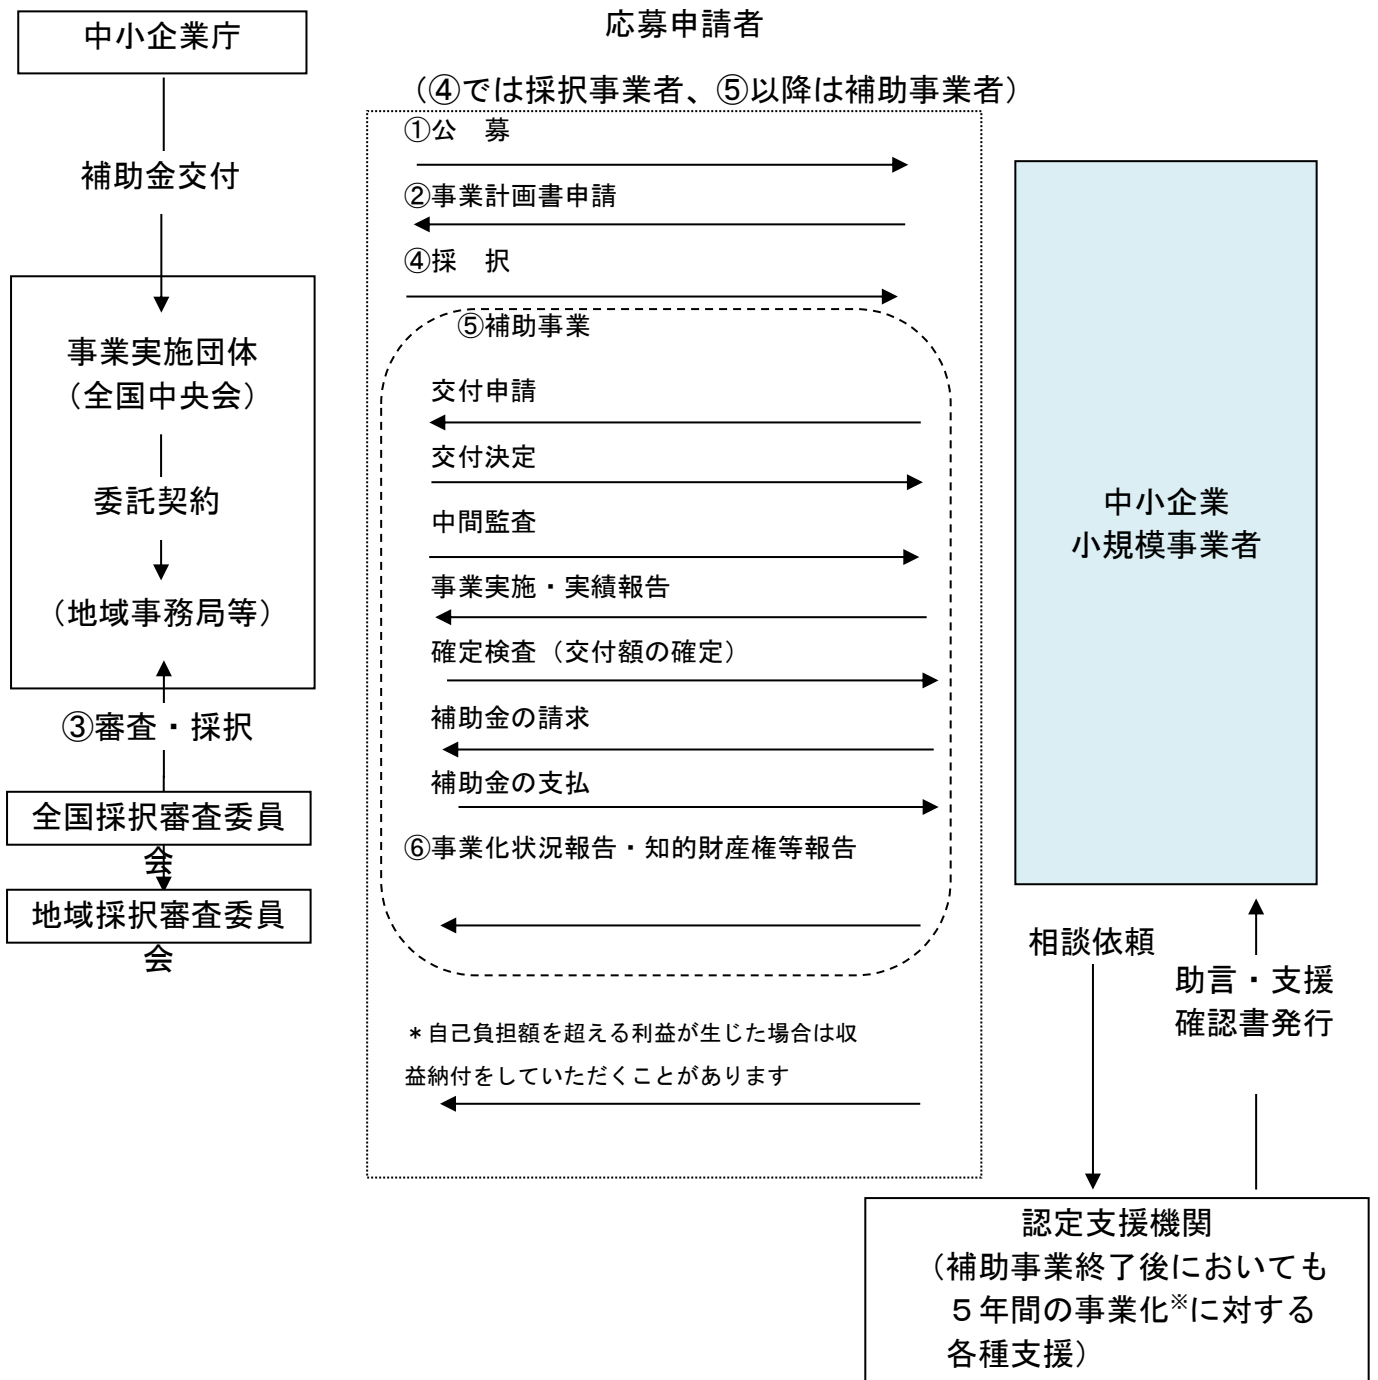 中小企業庁
補助金交付
事業実施団体
（全国中央会）
委託契約
（地域事務局等）
③審査・採択
全国採択審査委員
会
地域採択審査委員
会
応募申請者
（④では採択事業者、⑤以降は補助事業者）
①公　募
②事業計画書申請
④採　択
⑤補助事業
交付申請
交付決定
中間監査
事業実施・実績報告
確定検査（交付額の確定）
補助金の請求
補助金の支払
⑥事業化状況報告・知的財産権等報告
＊自己負担額を超える利益が生じた場合は収
益納付をしていただくことがあります
中小企業
小規模事業者
相談依頼
助言・支援
確認書発行
認定支援機関
（補助事業終了後においても
５年間の事業化※に対する
各種支援）